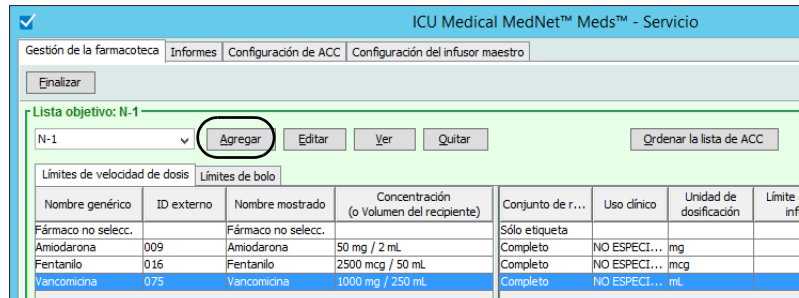 ICU Medical MedNet™ Meds™ - Servicio
Gestión de la farmacoteca Informes Configuración de ACC Configuración del infusor maestro
Finalizar
Lista objetivo: N-1
N-1 Agregar Editar Ver Quitar Ordenar la lista de ACC
Límites de velocidad de dosis Límites de bolo
Nombre genérico ID externo Nombre mostrado Concentración (o Volumen del recipiente) Conjunto de r... Uso clínico Unidad de dosificación Límite inf
Fármaco no selecc. Fármaco no selecc. Sólo etiqueta
Amiodarona 009 Amiodarona 50 mg / 2 mL Completo NO ESPECI... mg
Fentanilo 016 Fentanilo 2500 mcg / 50 mL Completo NO ESPECI... mcg
Vancomicina 075 Vancomicina 1000 mg / 250 mL Completo NO ESPECI... mL